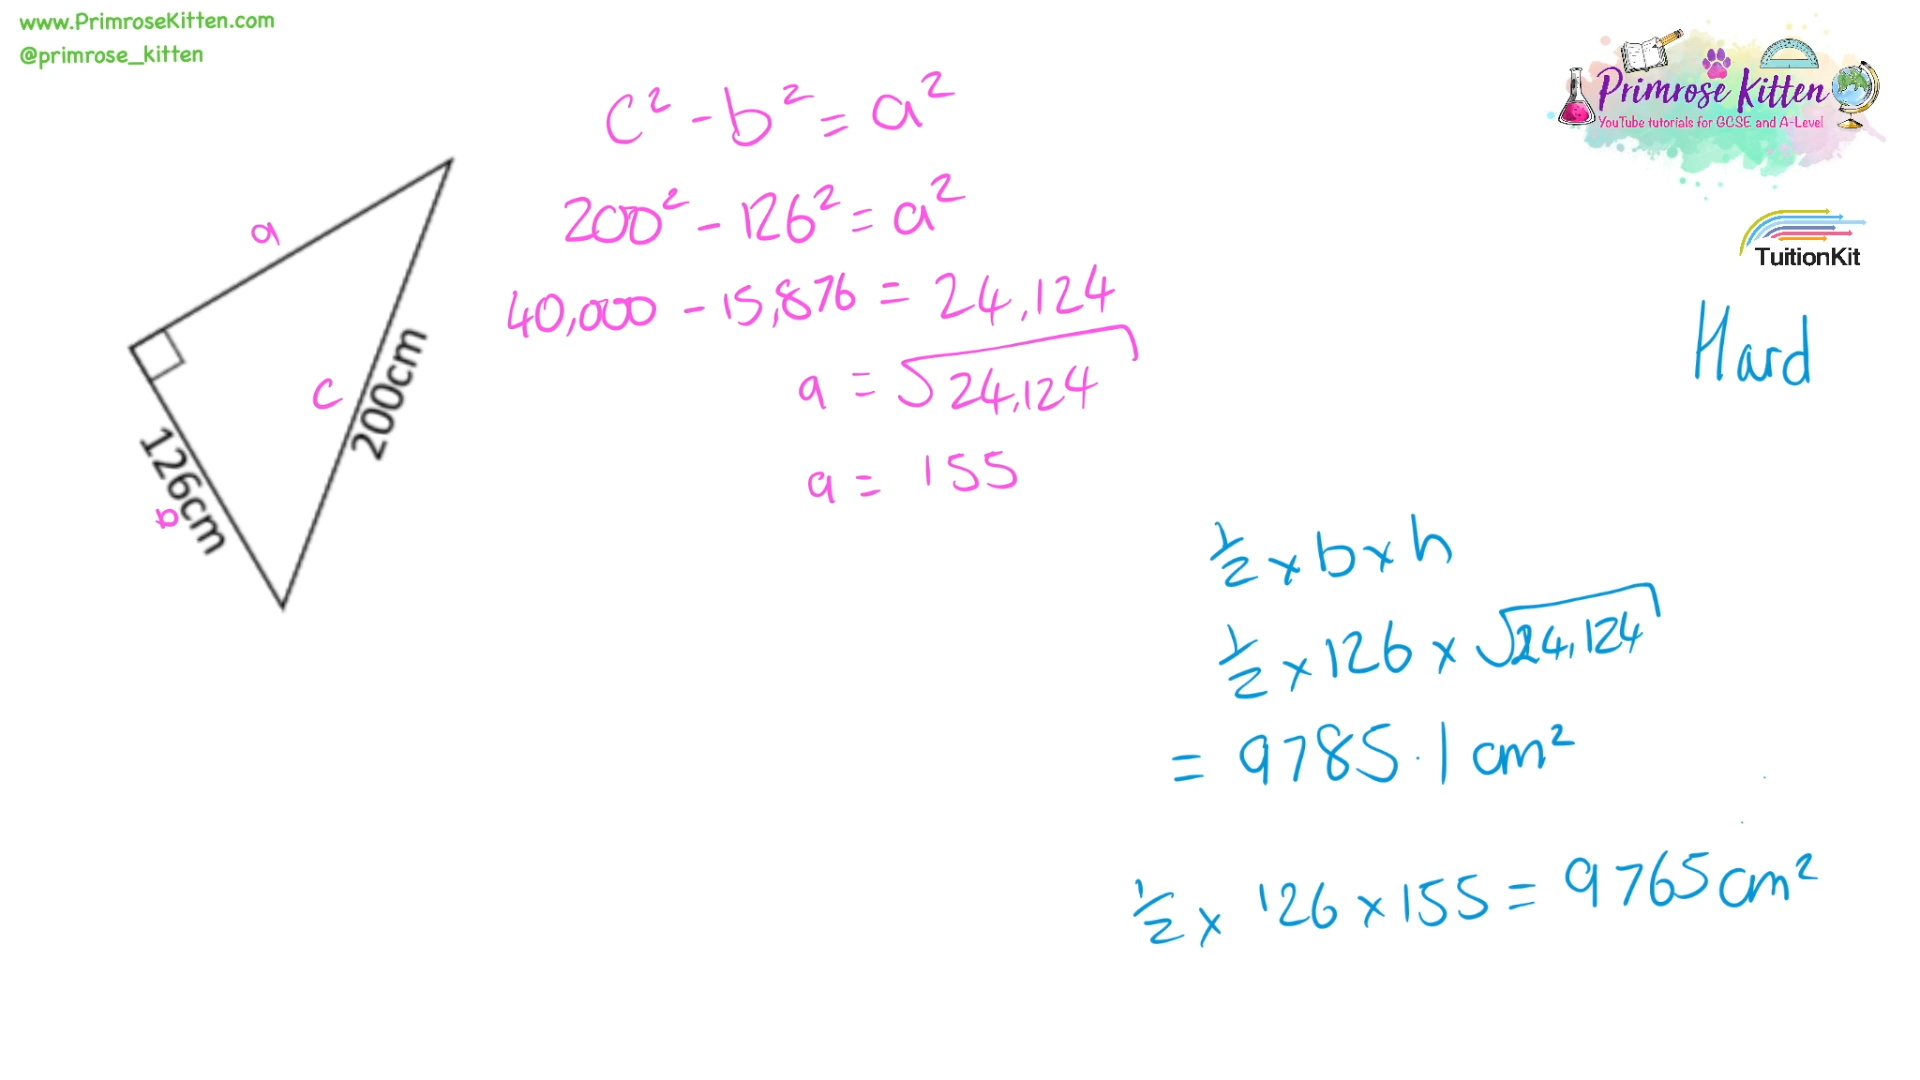 www.PrimroseKitten.com
@primrose_kitten
Primrose Kitten
YouTube tutorials for GCSE and A-Level
TuitionKit
Hard
a
c
200cm
126cm
b
c² - b² = a²
200² - 126² = a²
40,000 - 15,876 = 24,124
a = √24,124
a = 155
½ × b × h
½ × 126 × √24,124
= 9785.1 cm²
½ × 126 × 155 = 9765 cm²